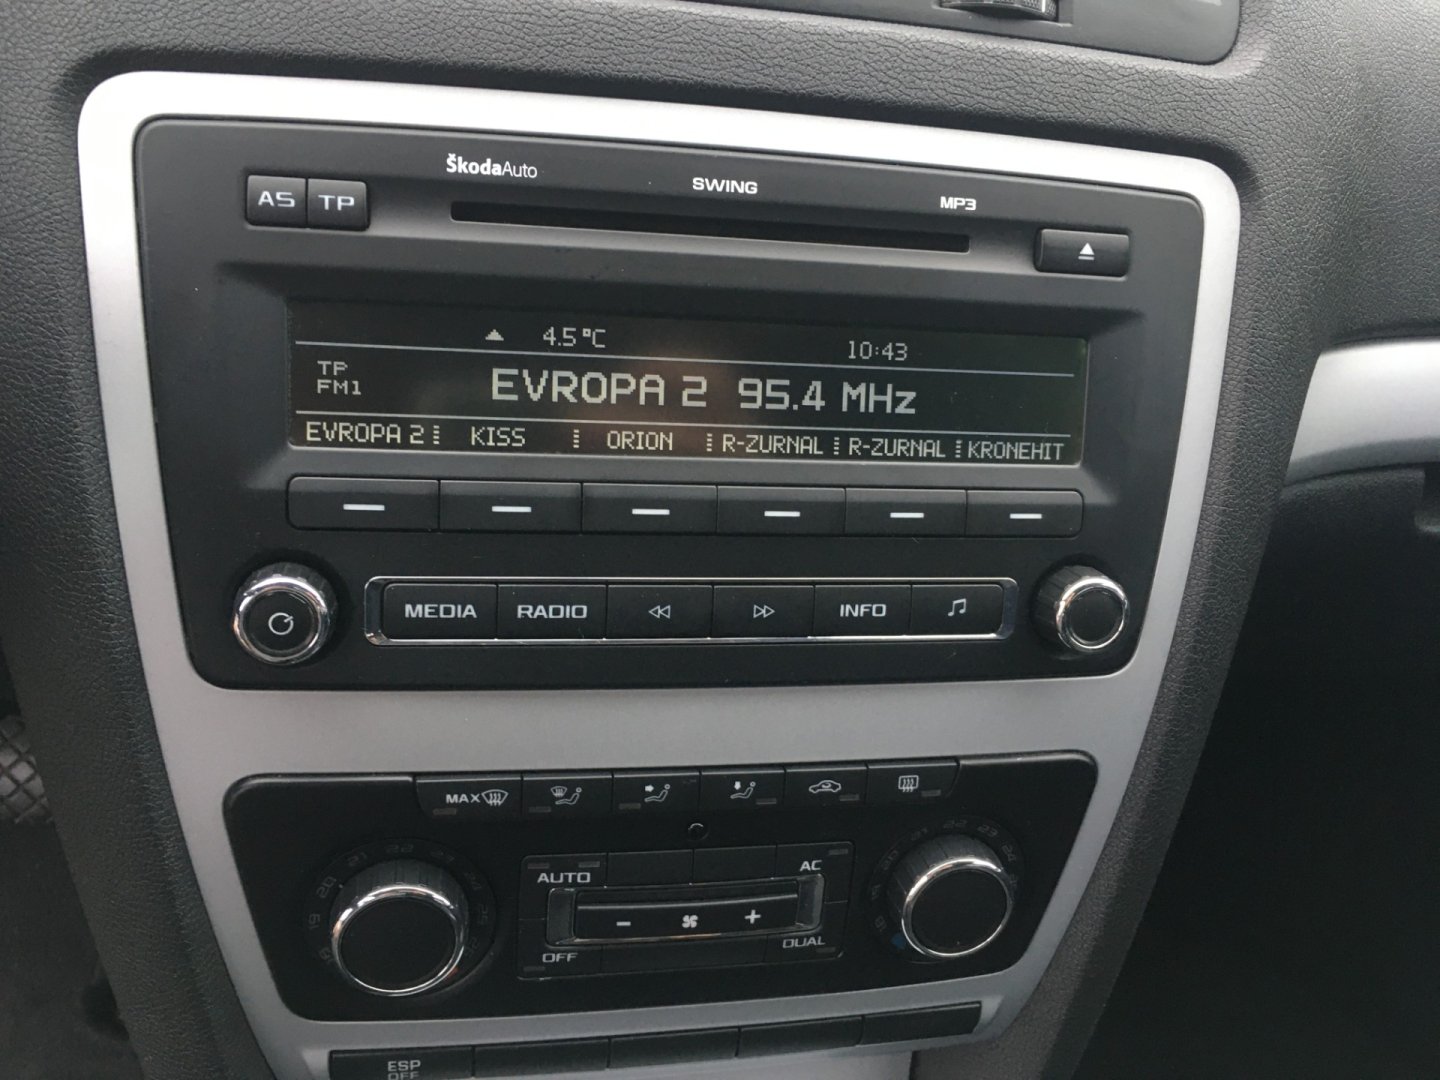 ŠkodaAuto
SWING
MP3
AS TP
4.5°C 10:43
TP
FM1
EVROPA 2 95.4 MHz
EVROPA 2 KISS ORION R-ZURNAL R-ZURNAL KRONEHIT
MEDIA RADIO INFO
MAX
AUTO AC
- +
OFF DUAL
ESP
OFF